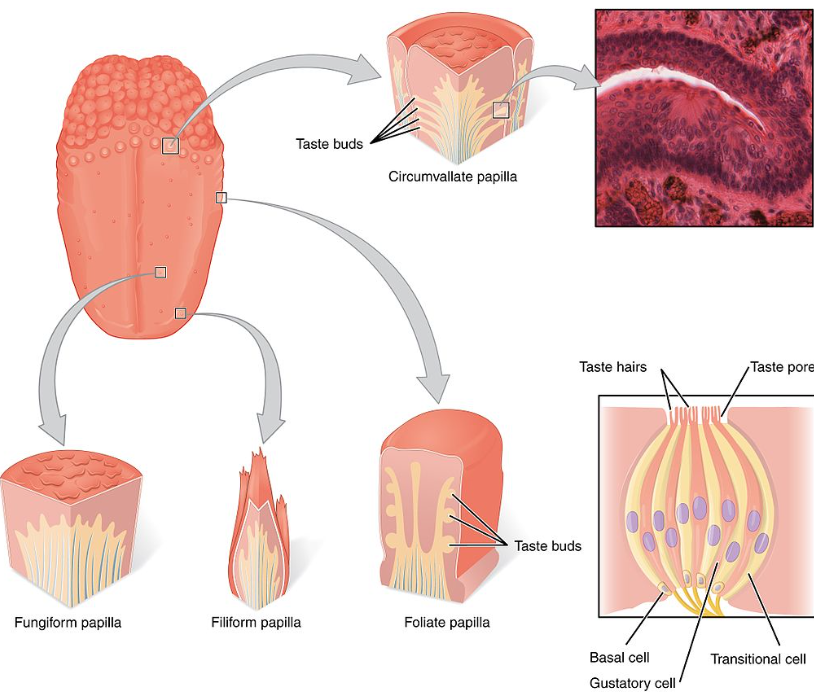 Taste buds
Circumvallate papilla
Taste hairs
Taste pore
Taste buds
Fungiform papilla
Filiform papilla
Foliate papilla
Basal cell
Transitional cell
Gustatory cell